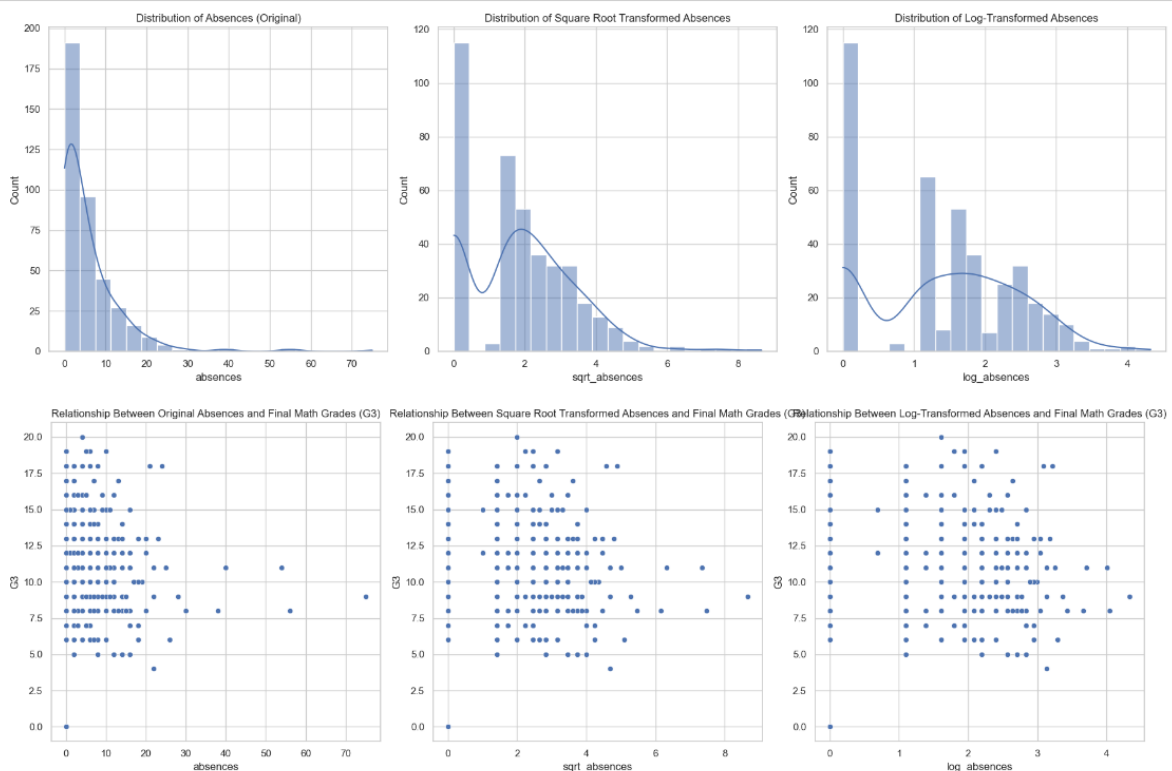 Distribution of Absences (Original)
200
175
150
125
100
75
50
25
0
Count
0 10 20 30 40 50 60 70
absences
Distribution of Square Root Transformed Absences
120
100
80
60
40
20
0
Count
0 2 4 6 8
sqrt_absences
Distribution of Log-Transformed Absences
120
100
80
60
40
20
0
Count
0 1 2 3 4
log_absences
Relationship Between Original Absences and Final Math Grades (G3)
20.0
17.5
15.0
12.5
10.0
7.5
5.0
2.5
0.0
G3
0 10 20 30 40 50 60 70
absences
Relationship Between Square Root Transformed Absences and Final Math Grades
20.0
17.5
15.0
12.5
10.0
7.5
5.0
2.5
0.0
G3
0 2 4 6 8
sqrt_absences
Relationship Between Log-Transformed Absences and Final Math Grades (G3)
20.0
17.5
15.0
12.5
10.0
7.5
5.0
2.5
0.0
G3
0 1 2 3 4
log_absences